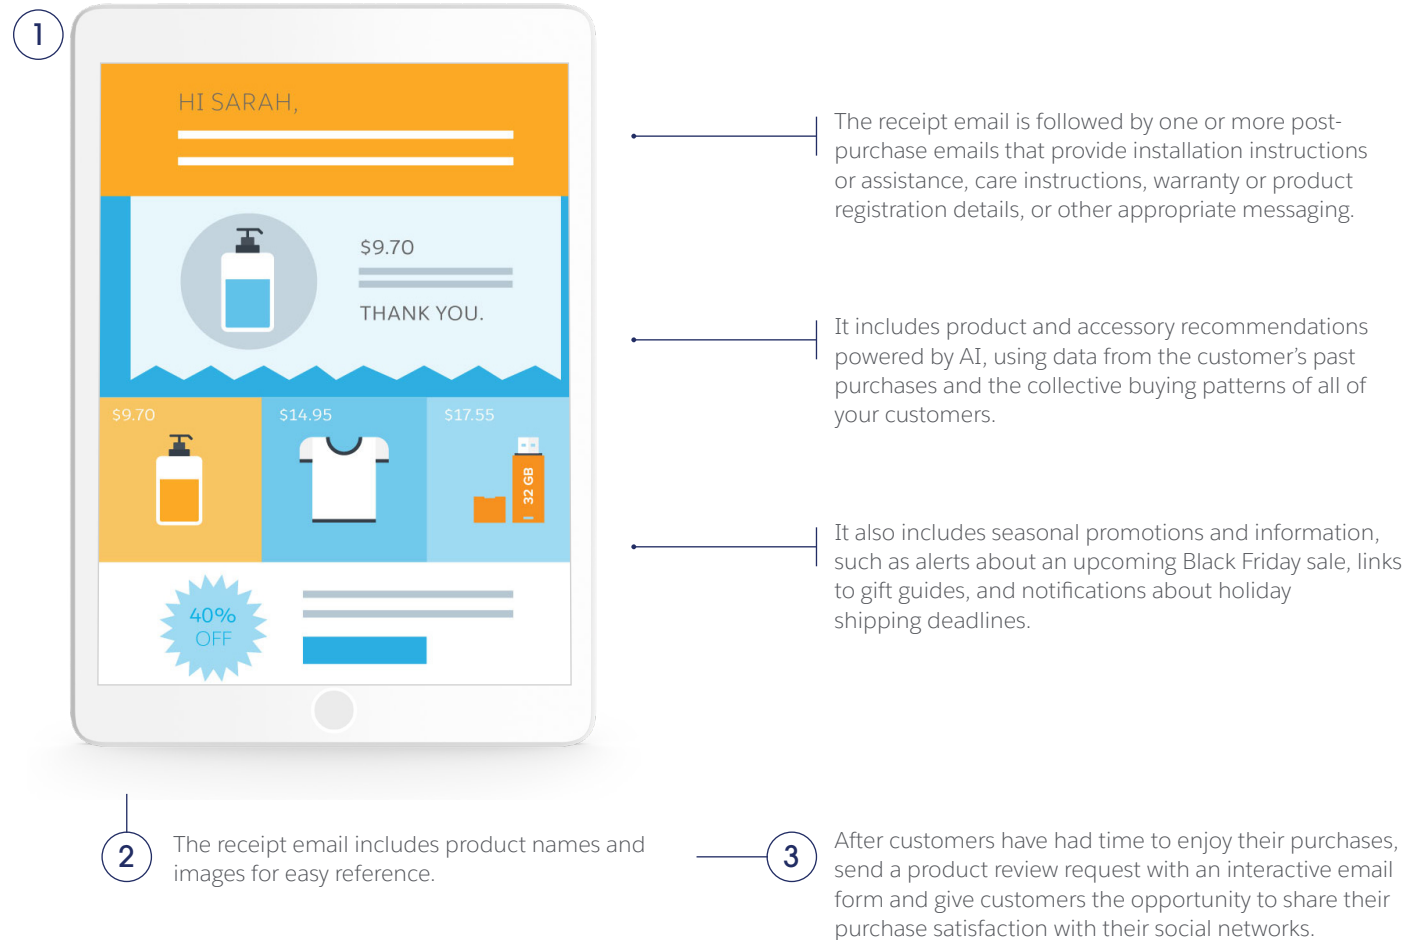 1
HI SARAH,
$9.70
THANK YOU.
$9.70
$14.95
$17.55
32 GB
40%
OFF
The receipt email is followed by one or more post-
purchase emails that provide installation instructions
or assistance, care instructions, warranty or product
registration details, or other appropriate messaging.
It includes product and accessory recommendations
powered by AI, using data from the customer’s past
purchases and the collective buying patterns of all of
your customers.
It also includes seasonal promotions and information,
such as alerts about an upcoming Black Friday sale, links
to gift guides, and notifications about holiday
shipping deadlines.
2
The receipt email includes product names and
images for easy reference.
3
After customers have had time to enjoy their purchases,
send a product review request with an interactive email
form and give customers the opportunity to share their
purchase satisfaction with their social networks.